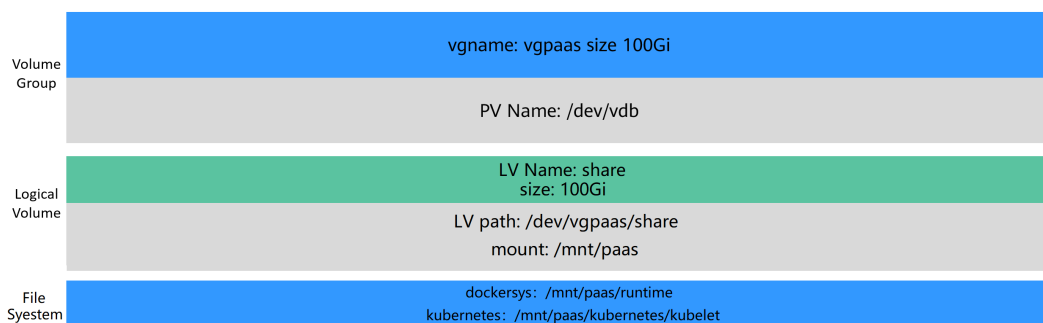 Volume
Group
vgname: vgpaas size 100Gi
PV Name: /dev/vdb
Logical
Volume
LV Name: share
size: 100Gi
LV path: /dev/vgpaas/share
mount: /mnt/paas
File
Syestem
dockersys：/mnt/paas/runtime
kubernetes：/mnt/paas/kubernetes/kubelet